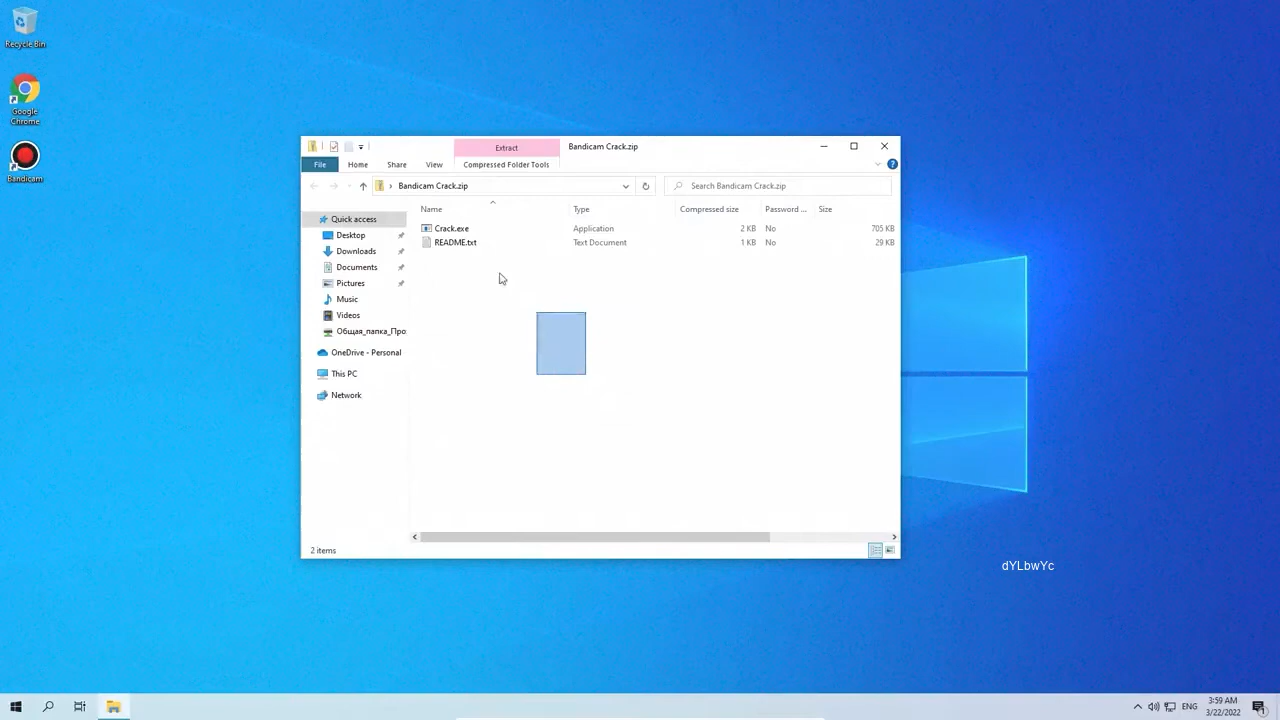 Recycle Bin
Google Chrome
Bandicam
Extract
Bandicam Crack.zip
File Home Share View Compressed Folder Tools
Bandicam Crack.zip
Search Bandicam Crack.zip
Name Type Compressed size Password ... Size
Crack.exe Application 2 KB No 705 KB
README.txt Text Document 1 KB No 29 KB
Quick access
Desktop
Downloads
Documents
Pictures
Music
Videos
Общая_папка_Про
OneDrive - Personal
This PC
Network
2 items
dYLbwYc
ENG
3:59 AM
3/22/2022
1